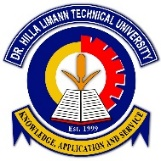 DR. HILLA LIMANN TECHNICAL UNIVERSITY
Est. 1999
KNOWLEDGE, APPLICATION AND SERVICE